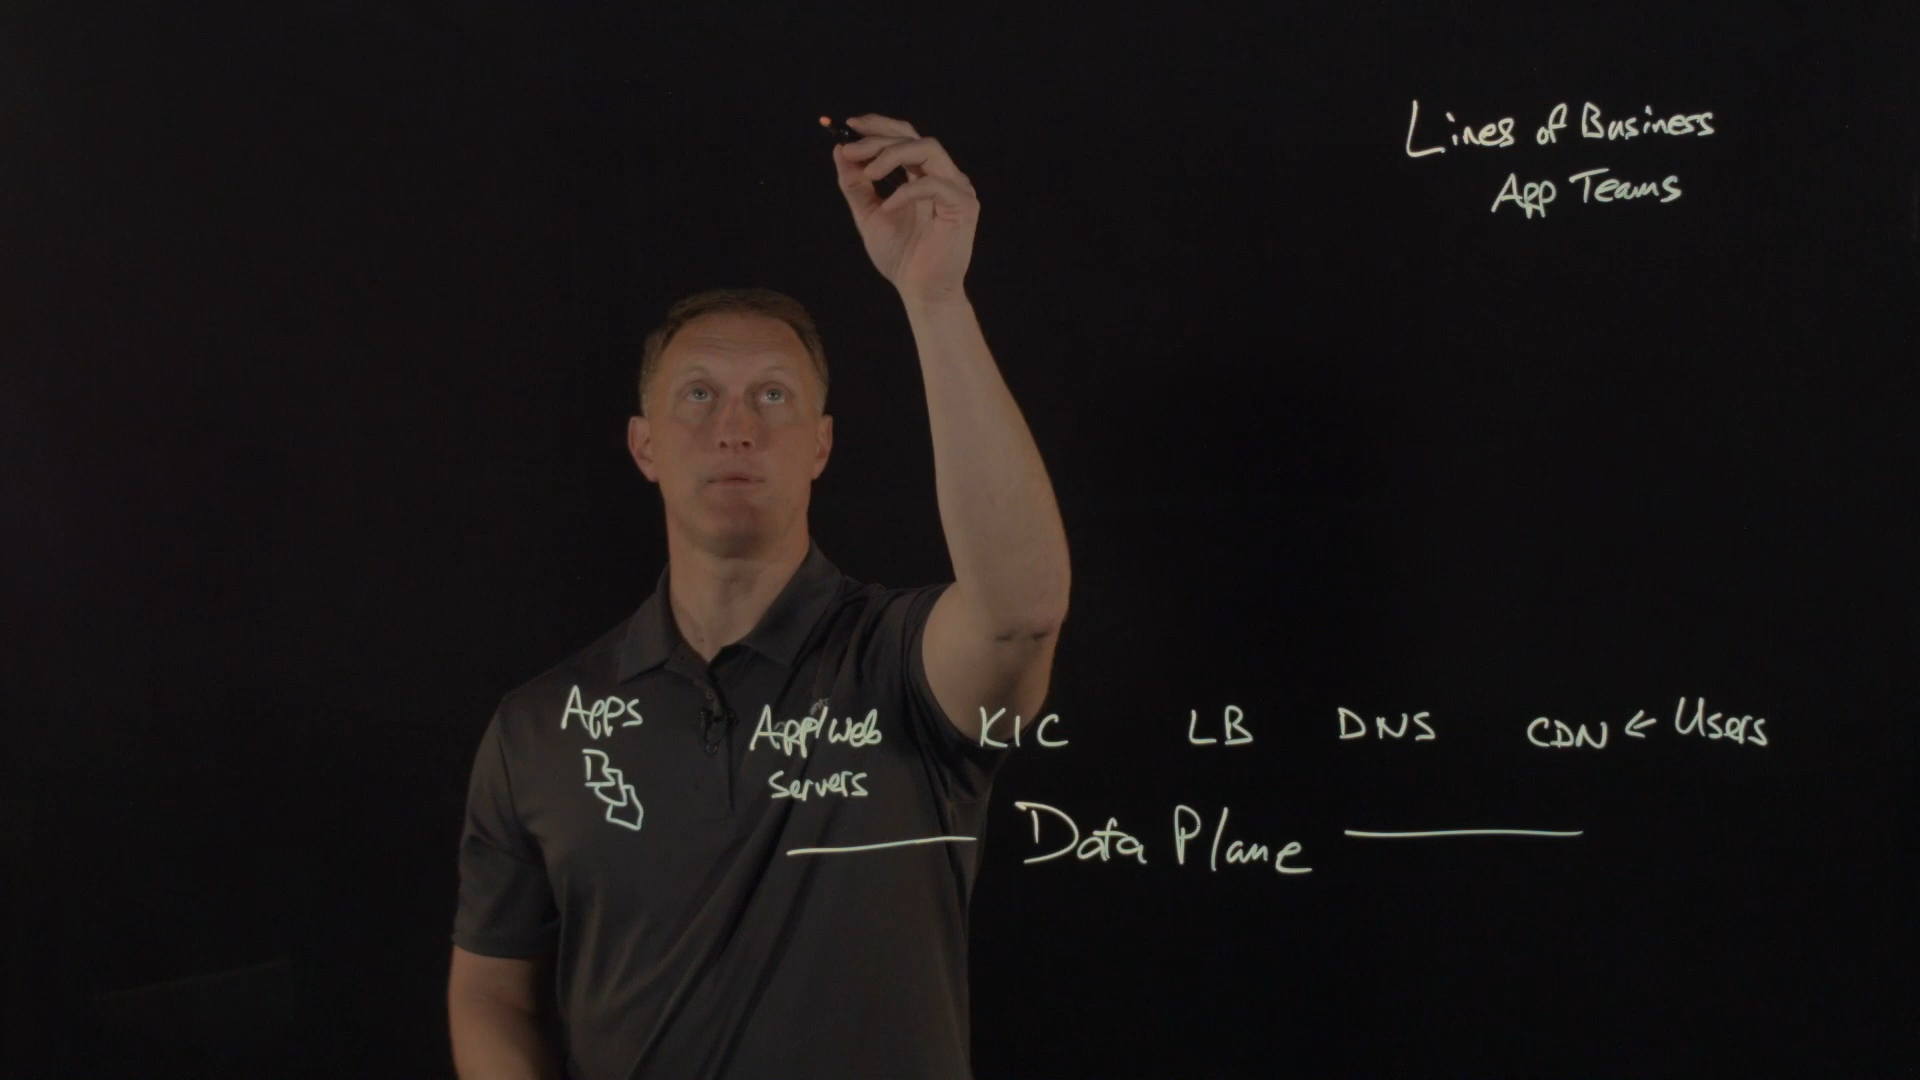 Lines of Business
App Teams
Apps
App/web
servers
KIC
LB
DNS
CDN ← Users
Data Plane